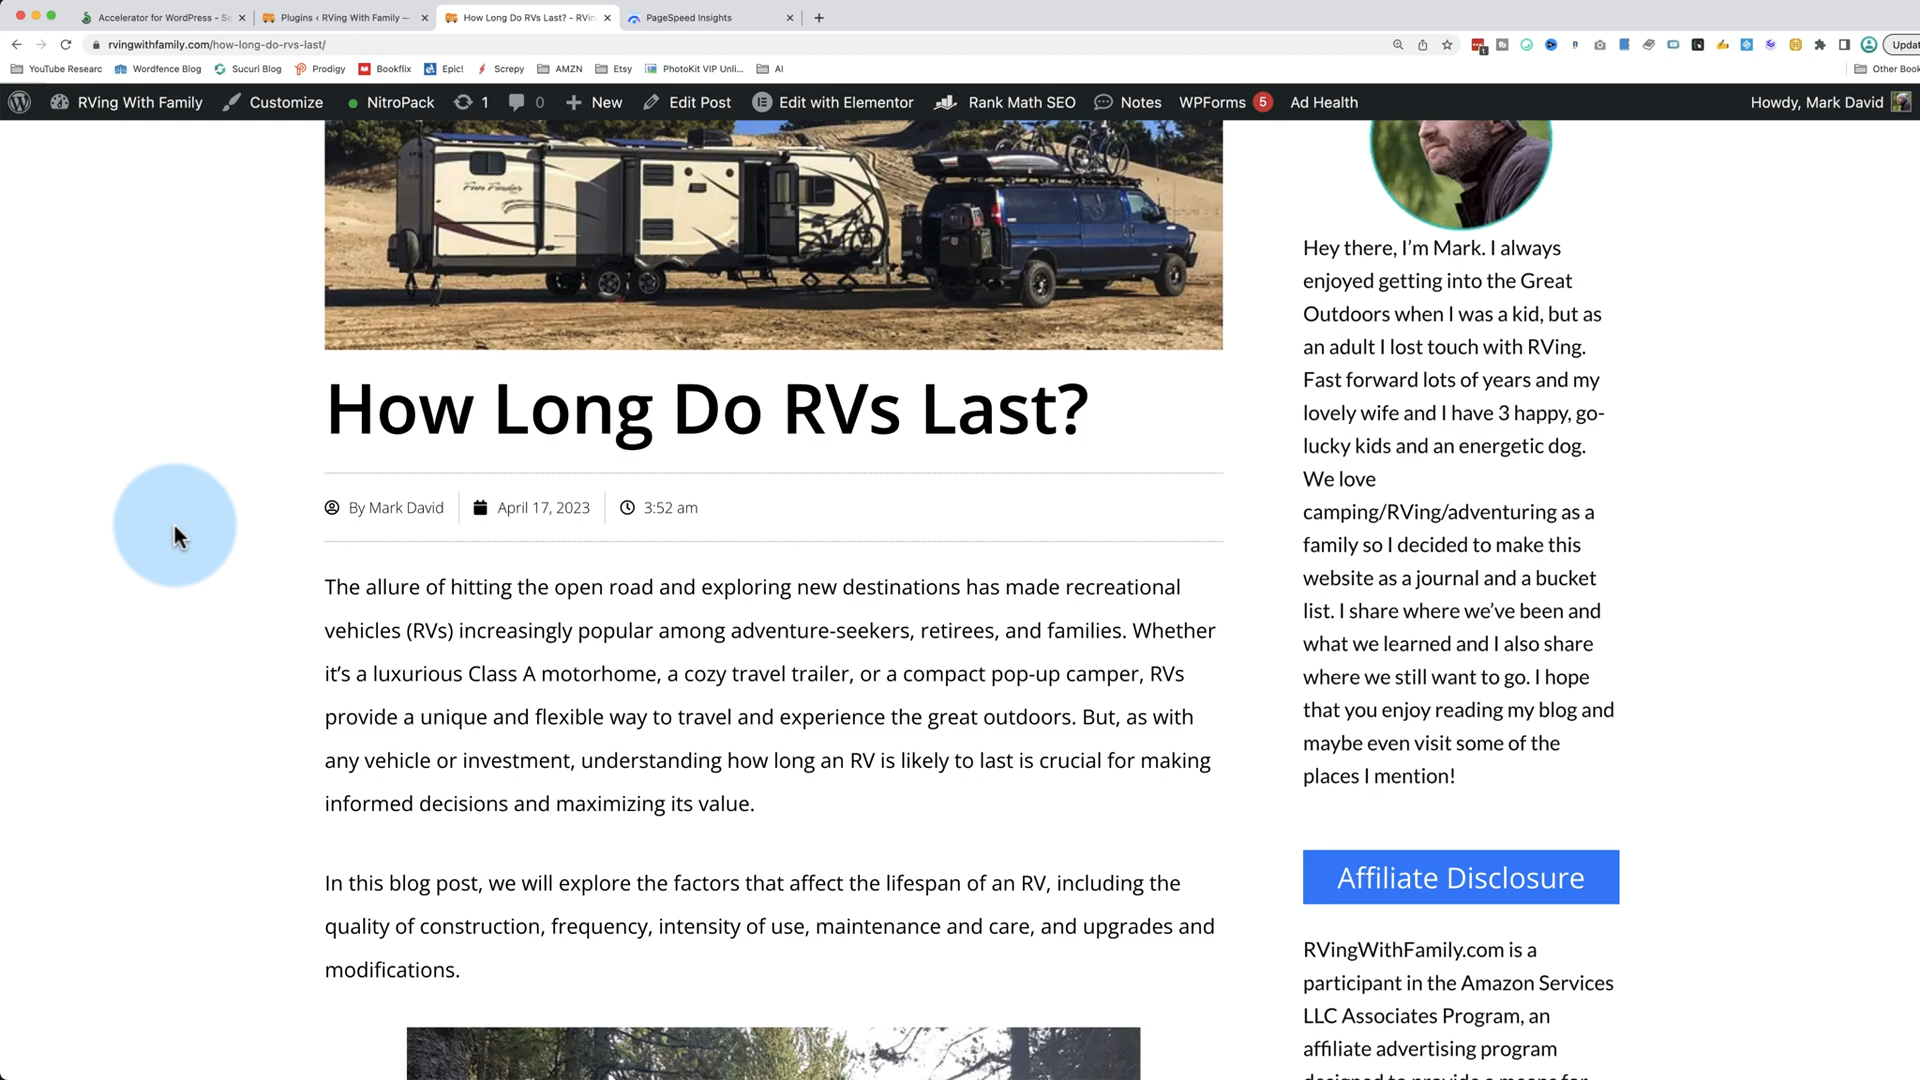 Accelerator for WordPress - Se
Plugins ‹ RVing With Family —
How Long Do RVs Last? - RVin
PageSpeed Insights
rvingwithfamily.com/how-long-do-rvs-last/
Updat
YouTube Researc
Wordfence Blog
Sucuri Blog
Prodigy
Bookflix
Epic!
Screpy
AMZN
Etsy
PhotoKit VIP Unli...
AI
Other Book
RVing With Family
Customize
NitroPack
1
0
New
Edit Post
Edit with Elementor
Rank Math SEO
Notes
WPForms 5
Ad Health
Howdy, Mark David
Fun Finder
How Long Do RVs Last?
By Mark David
April 17, 2023
3:52 am
The allure of hitting the open road and exploring new destinations has made recreational
vehicles (RVs) increasingly popular among adventure-seekers, retirees, and families. Whether
it’s a luxurious Class A motorhome, a cozy travel trailer, or a compact pop-up camper, RVs
provide a unique and flexible way to travel and experience the great outdoors. But, as with
any vehicle or investment, understanding how long an RV is likely to last is crucial for making
informed decisions and maximizing its value.
In this blog post, we will explore the factors that affect the lifespan of an RV, including the
quality of construction, frequency, intensity of use, maintenance and care, and upgrades and
modifications.
Hey there, I’m Mark. I always
enjoyed getting into the Great
Outdoors when I was a kid, but as
an adult I lost touch with RVing.
Fast forward lots of years and my
lovely wife and I have 3 happy, go-
lucky kids and an energetic dog.
We love
camping/RVing/adventuring as a
family so I decided to make this
website as a journal and a bucket
list. I share where we’ve been and
what we learned and I also share
where we still want to go. I hope
that you enjoy reading my blog and
maybe even visit some of the
places I mention!
Affiliate Disclosure
RVingWithFamily.com is a
participant in the Amazon Services
LLC Associates Program, an
affiliate advertising program
designed to provide a means for